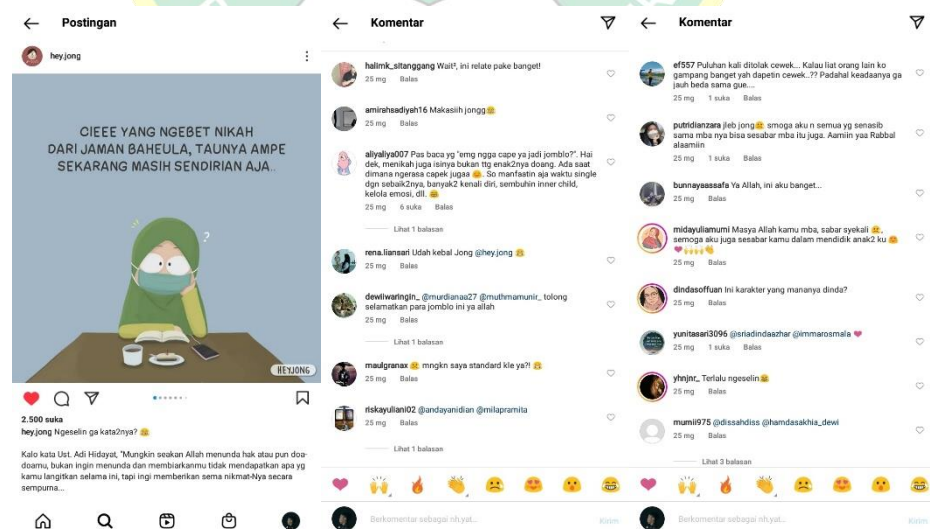 Postingan
hey.jong
CIEEE YANG NGEBET NIKAH
DARI JAMAN BAHEULA, TAUNYA AMPE
SEKARANG MASIH SENDIRIAN AJA..
HEYJONG
2.500 suka
hey.jong Ngeselin ga kata2nya?
Kalo kata Ust. Adi Hidayat, "Mungkin seakan Allah menunda hak atau pun doa-
doamu, bukan ingin menunda dan membiarkanmu tidak mendapatkan apa yg
kamu langitkan selama ini, tapi ingi memberikan sema nikmat-Nya secara
sempurna...
Komentar
halimk_sitanggang Wait², ini relate pake banget!
25 mg Balas
amirahsadiyah16 Makasiih jongg
25 mg Balas
aliyaliya007 Pas baca yg "emg ngga cape ya jadi jomblo?". Hai
dek, menikah juga isinya bukan ttg enak2nya doang. Ada saat
dimana ngerasa capek jugaa. So manfaatin aja waktu single
dgn sebaik2nya, banyak2 kenali diri, sembuhin inner child,
kelola emosi, dll.
25 mg 6 suka Balas
Lihat 1 balasan
rena.liansari Udah kebal Jong @hey.jong
25 mg Balas
dewiiwaringin_ @murdianaa27 @muthmamunir_ tolong
selamatkan para jomblo ini ya allah
25 mg Balas
Lihat 1 balasan
maulgranax mngkn saya standard kle ya?!
25 mg Balas
riskayuliani02 @andayanidian @milapramita
25 mg Balas
Lihat 1 balasan
Berkomentar sebagai nh.yat...
Kirim
Komentar
ef557 Puluhan kali ditolak cewek... Kalau liat orang lain ko
gampang banget yah dapetin cewek..?? Padahal keadaanya ga
jauh beda sama gue....
25 mg 1 suka Balas
putridianzara jleb jong smoga aku n semua yg senasib
sama mba nya bisa sesabar mba itu juga. Aamiin yaa Rabbal
alaamiin
25 mg 1 suka Balas
bunnayaassafa Ya Allah, ini aku banget...
25 mg Balas
midayuliamumi Masya Allah kamu mba, sabar syekali,
semoga aku juga sesabar kamu dalam mendidik anak2 ku
25 mg Balas
dindasoffuan Ini karakter yang mananya dinda?
25 mg Balas
yunitasari3096 @sriadindaazhar @immarosmala
25 mg 1 suka Balas
yhnjnr_ Terlalu ngeselin
25 mg Balas
mumii975 @dissahdiss @hamdasakhia_dewi
25 mg Balas
Lihat 3 balasan
Berkomentar sebagai nh.yat...
Kirim